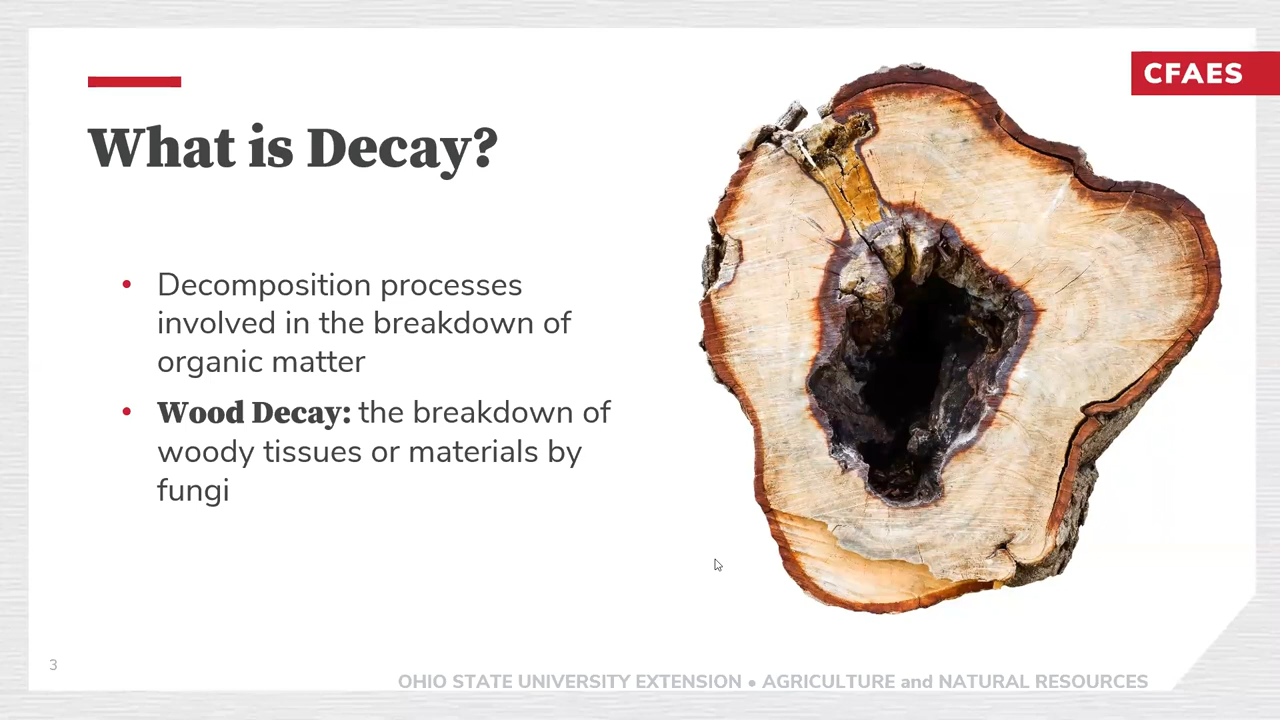 CFAES
What is Decay?
• Decomposition processes
involved in the breakdown of
organic matter
• Wood Decay: the breakdown of
woody tissues or materials by
fungi
3
OHIO STATE UNIVERSITY EXTENSION • AGRICULTURE and NATURAL RESOURCES